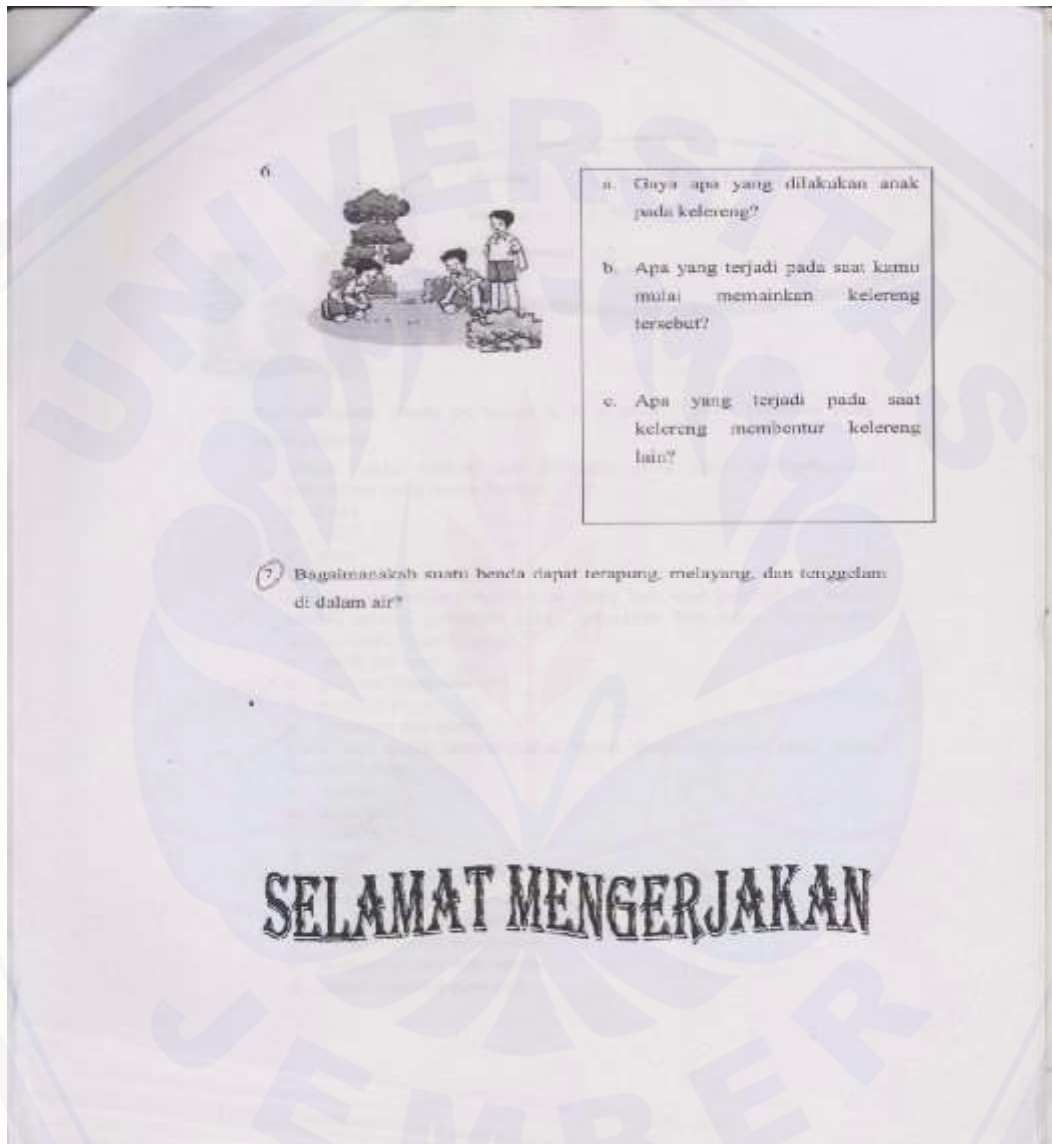 UNIVERSITAS
6
a. Gaya apa yang dilakukan anak
pada kelereng?
b. Apa yang terjadi pada saat kamu
mulai memainkan kelereng
tersebut?
c. Apa yang terjadi pada saat
kelereng membentur kelereng
lain?
7. Bagaimanakah suatu benda dapat terapung, melayang, dan tenggelam
di dalam air?
SELAMAT MENGERJAKAN
JEMBER